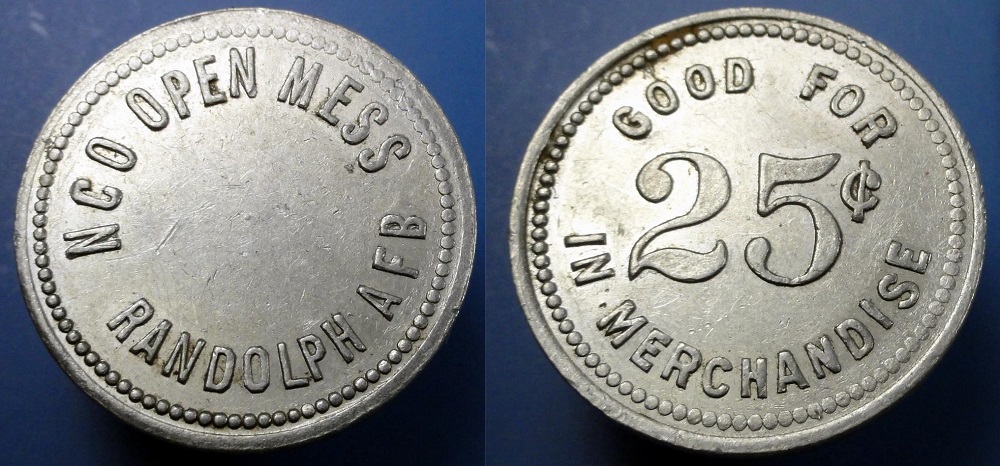 NCO OPEN MESS
RANDOLPH AFB
GOOD FOR
25¢
IN MERCHANDISE